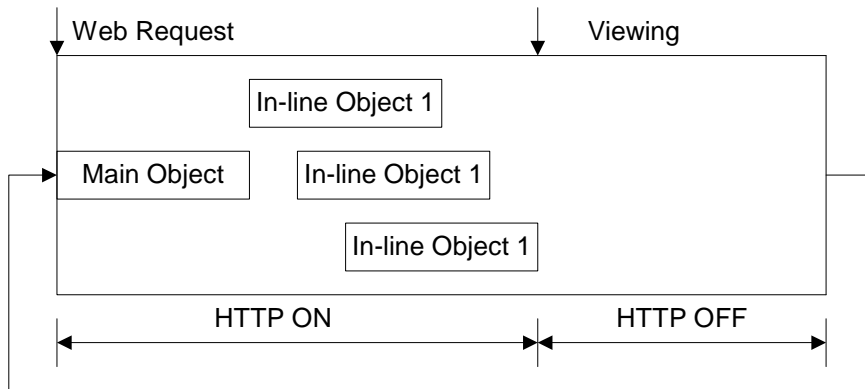 Web Request
Viewing
In-line Object 1
Main Object
In-line Object 1
In-line Object 1
HTTP ON
HTTP OFF